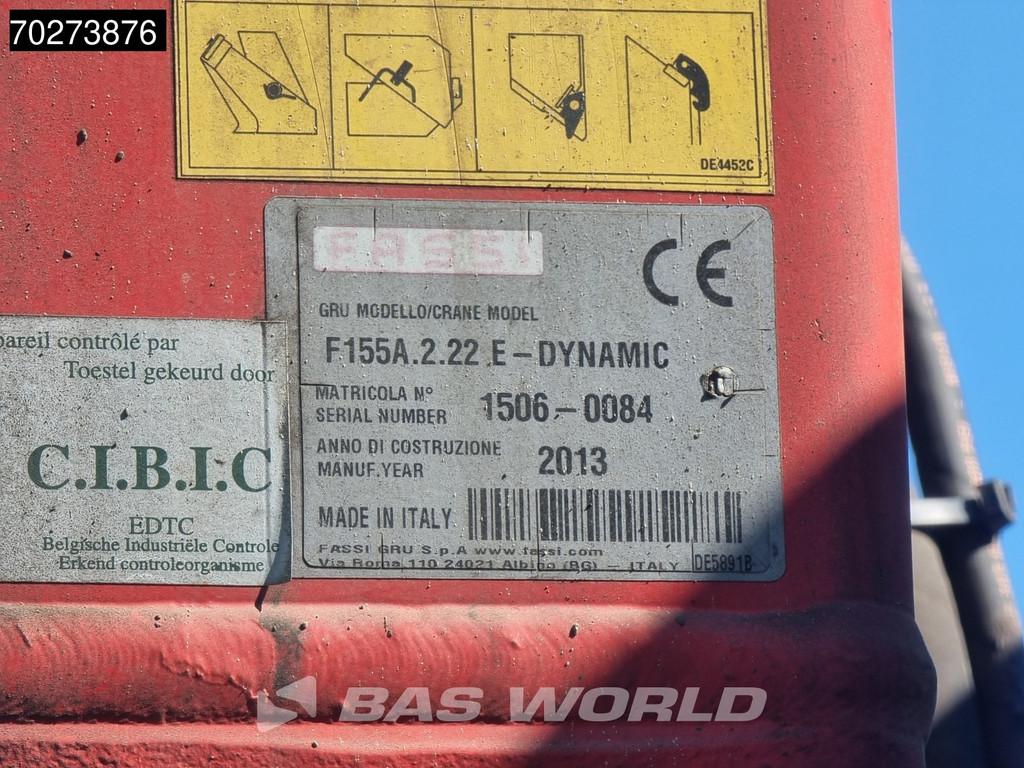 70273876
DE4452C
FASSI
CE
GRU MODELLO/CRANE MODEL
F155A.2.22 E-DYNAMIC
MATRICOLA N°
SERIAL NUMBER
1506-0084
ANNO DI COSTRUZIONE
MANUF.YEAR
2013
MADE IN ITALY
FASSI GRU S.p.A www.fassi.com
Via Roma 110 24021 Albino (BG) - ITALY
DE5891B
pareil contrôlé par
Toestel gekeurd door
C.I.B.I.C
EDTC
Belgische Industriële Controle
Erkend controleorganisme
BAS WORLD